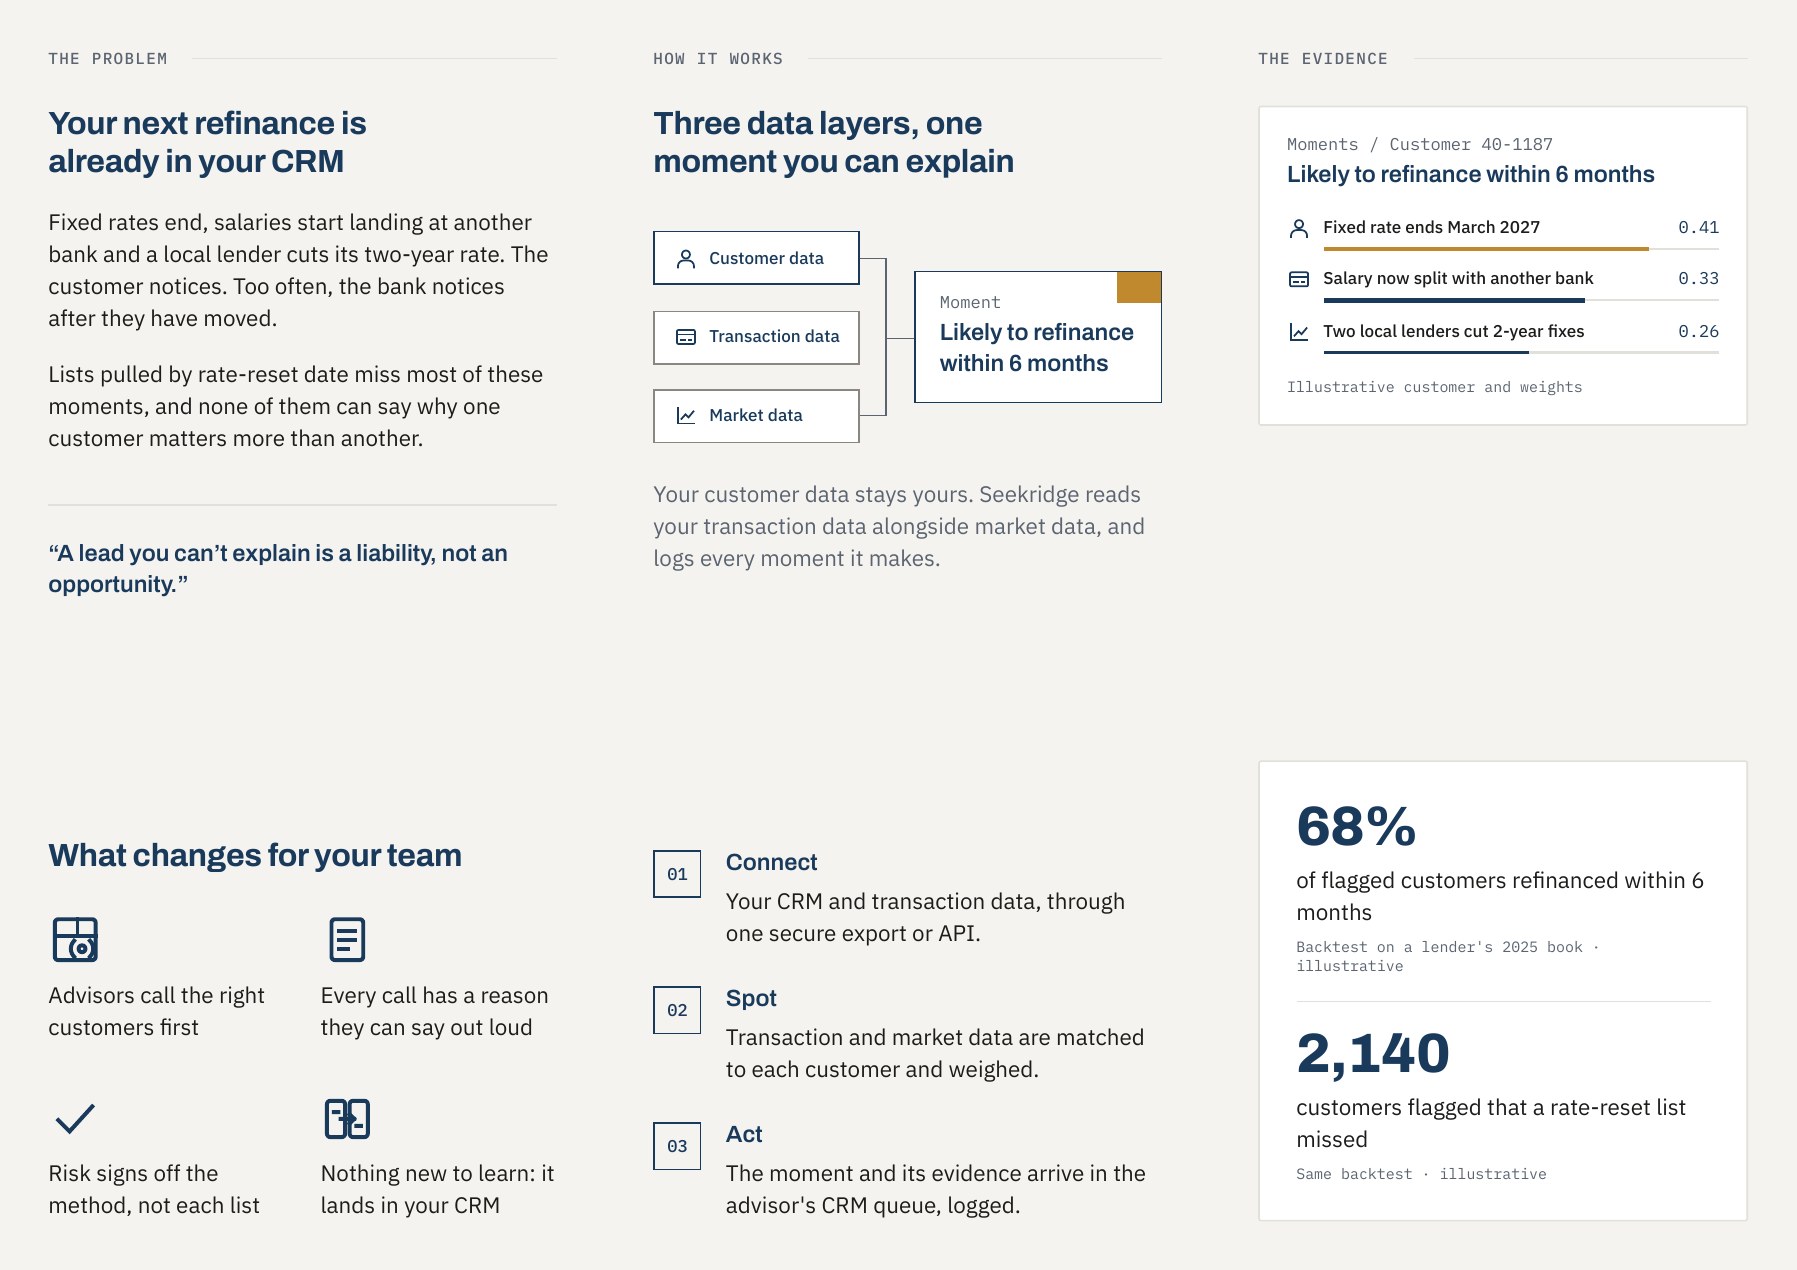 THE PROBLEM
Your next refinance is
already in your CRM
Fixed rates end, salaries start landing at another
bank and a local lender cuts its two-year rate. The
customer notices. Too often, the bank notices
after they have moved.
Lists pulled by rate-reset date miss most of these
moments, and none of them can say why one
customer matters more than another.
“A lead you can’t explain is a liability, not an
opportunity.”
What changes for your team
Advisors call the right
customers first
Every call has a reason
they can say out loud
Risk signs off the
method, not each list
Nothing new to learn: it
lands in your CRM
HOW IT WORKS
Three data layers, one
moment you can explain
Customer data
Transaction data
Market data
Moment
Likely to refinance
within 6 months
Your customer data stays yours. Seekridge reads
your transaction data alongside market data, and
logs every moment it makes.
01
Connect
Your CRM and transaction data, through
one secure export or API.
02
Spot
Transaction and market data are matched
to each customer and weighed.
03
Act
The moment and its evidence arrive in the
advisor's CRM queue, logged.
THE EVIDENCE
Moments / Customer 40-1187
Likely to refinance within 6 months
Fixed rate ends March 2027 0.41
Salary now split with another bank 0.33
Two local lenders cut 2-year fixes 0.26
Illustrative customer and weights
68%
of flagged customers refinanced within 6
months
Backtest on a lender's 2025 book ·
illustrative
2,140
customers flagged that a rate-reset list
missed
Same backtest · illustrative